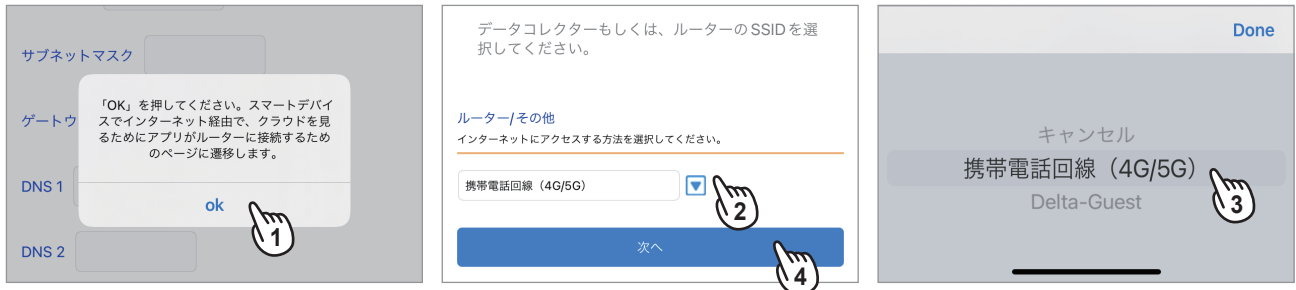 サブネットマスク
「OK」を押してください。スマートデバイ
スでインターネット経由で、クラウドを見
るためにアプリがルーターに接続するため
のページに遷移します。
ゲートウ
DNS 1
ok
1
DNS 2
データコレクターもしくは、ルーターのSSIDを選
択してください。
ルーター/その他
インターネットにアクセスする方法を選択してください。
携帯電話回線（4G/5G）
2
次へ
4
Done
キャンセル
携帯電話回線（4G/5G）
3
Delta-Guest